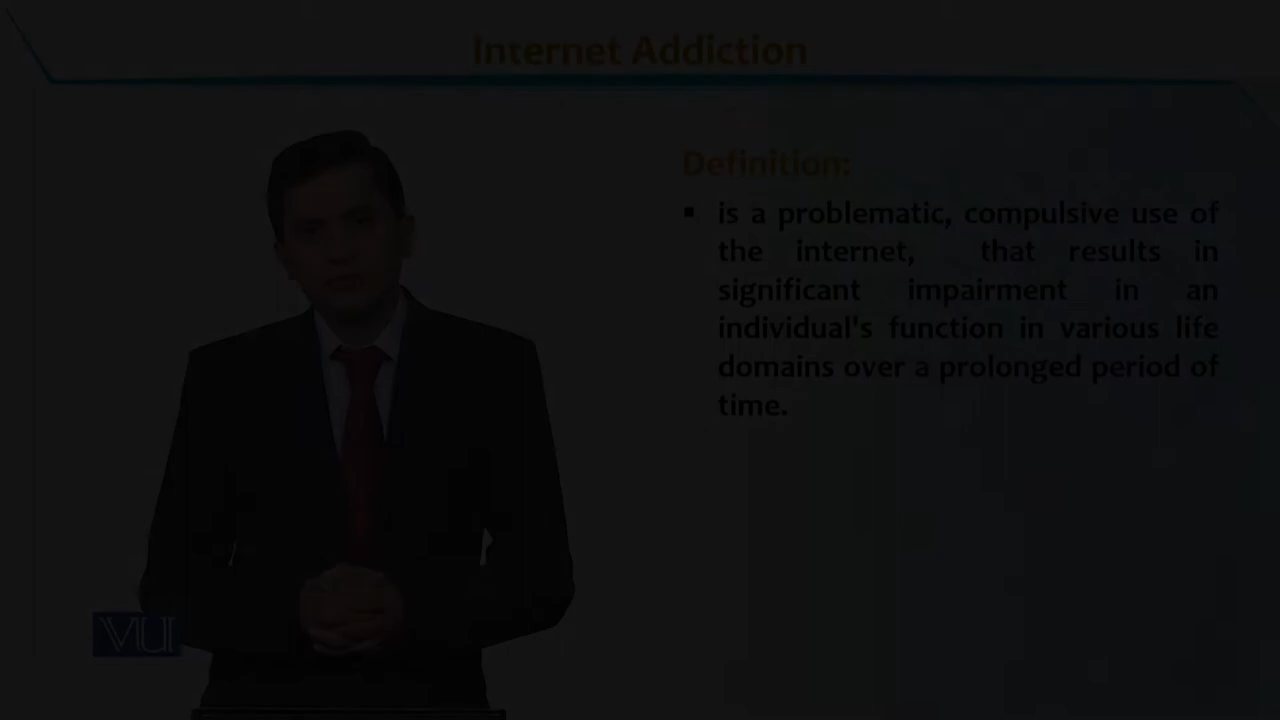 Internet Addiction
Definition:
▪ is a problematic, compulsive use of
the internet, that results in
significant impairment in an
individual's function in various life
domains over a prolonged period of
time.
VU